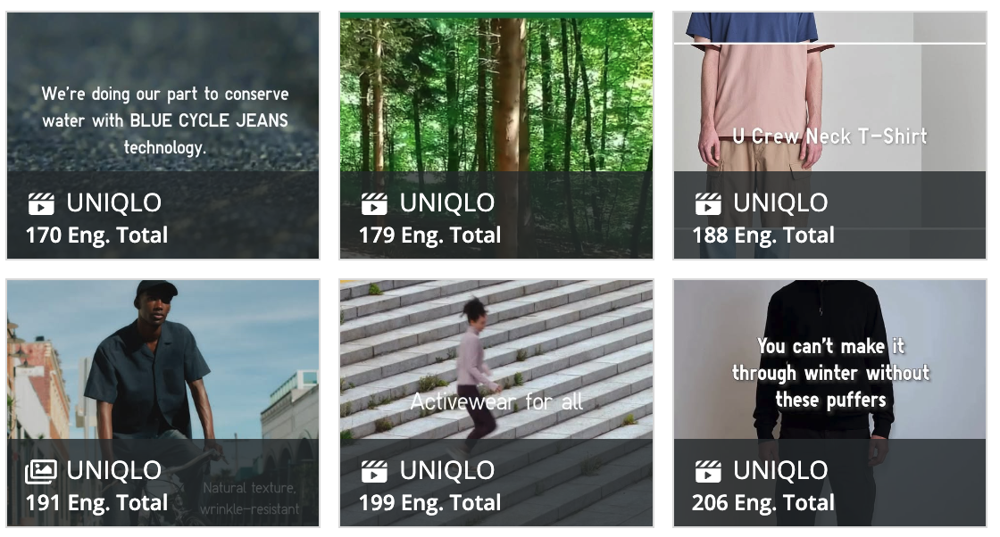 We're doing our part to conserve
water with BLUE CYCLE JEANS
technology.
UNIQLO
170 Eng. Total
UNIQLO
179 Eng. Total
U Crew Neck T-Shirt
UNIQLO
188 Eng. Total
UNIQLO
191 Eng. Total
Natural texture,
wrinkle-resistant
Activewear for all
UNIQLO
199 Eng. Total
You can't make it
through winter without
these puffers
UNIQLO
206 Eng. Total